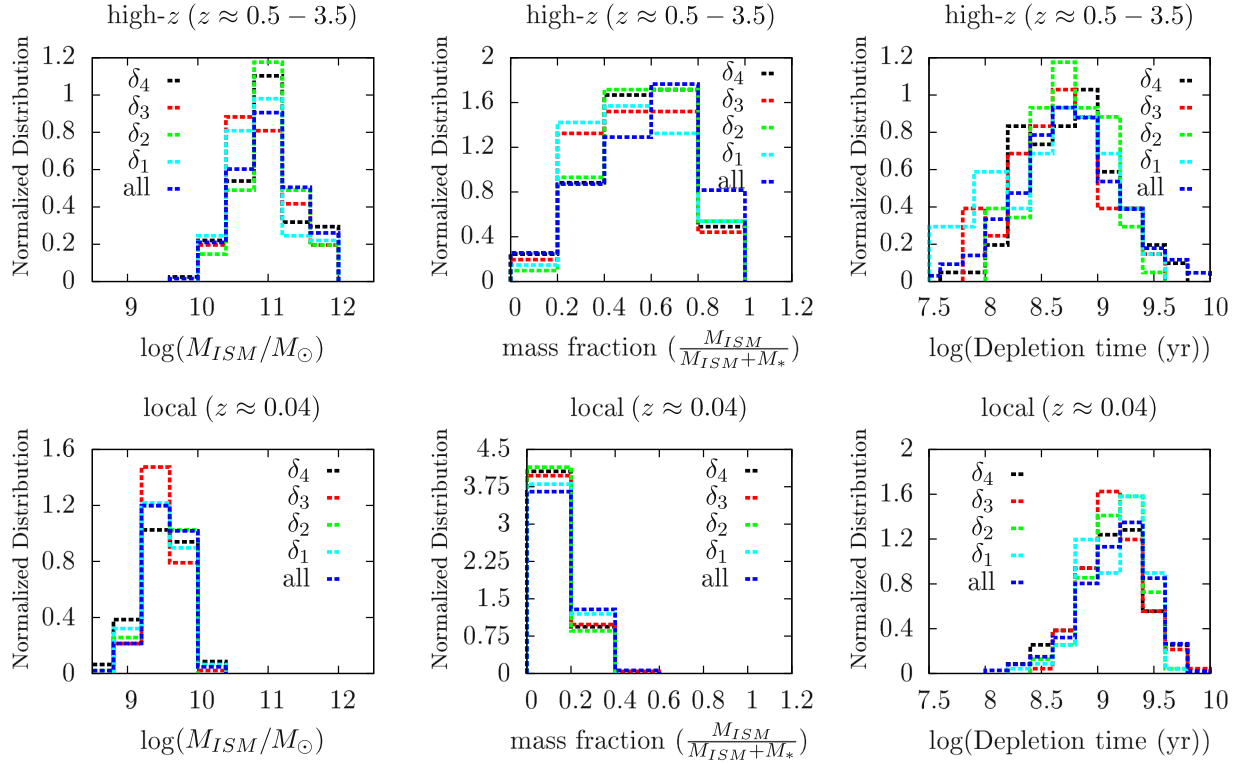 high-z (z ≈ 0.5 − 3.5)
Normalized Distribution
1.2
1
0.8
0.6
0.4
0.2
0
δ4
δ3
δ2
δ1
all
9 10 11 12
log(M_ISM/M⊙)
high-z (z ≈ 0.5 − 3.5)
Normalized Distribution
2
1.6
1.2
0.8
0.4
0
δ4
δ3
δ2
δ1
all
0 0.2 0.4 0.6 0.8 1 1.2
mass fraction (M_ISM / M_ISM+M_*)
high-z (z ≈ 0.5 − 3.5)
Normalized Distribution
1.2
1
0.8
0.6
0.4
0.2
0
δ4
δ3
δ2
δ1
all
7.5 8 8.5 9 9.5 10
log(Depletion time (yr))
local (z ≈ 0.04)
Normalized Distribution
1.6
1.2
0.8
0.4
0
δ4
δ3
δ2
δ1
all
9 10 11 12
log(M_ISM/M⊙)
local (z ≈ 0.04)
Normalized Distribution
4.5
3.75
3
2.25
1.5
0.75
0
δ4
δ3
δ2
δ1
all
0 0.2 0.4 0.6 0.8 1 1.2
mass fraction (M_ISM / M_ISM+M_*)
local (z ≈ 0.04)
Normalized Distribution
2
1.6
1.2
0.8
0.4
0
δ4
δ3
δ2
δ1
all
7.5 8 8.5 9 9.5 10
log(Depletion time (yr))